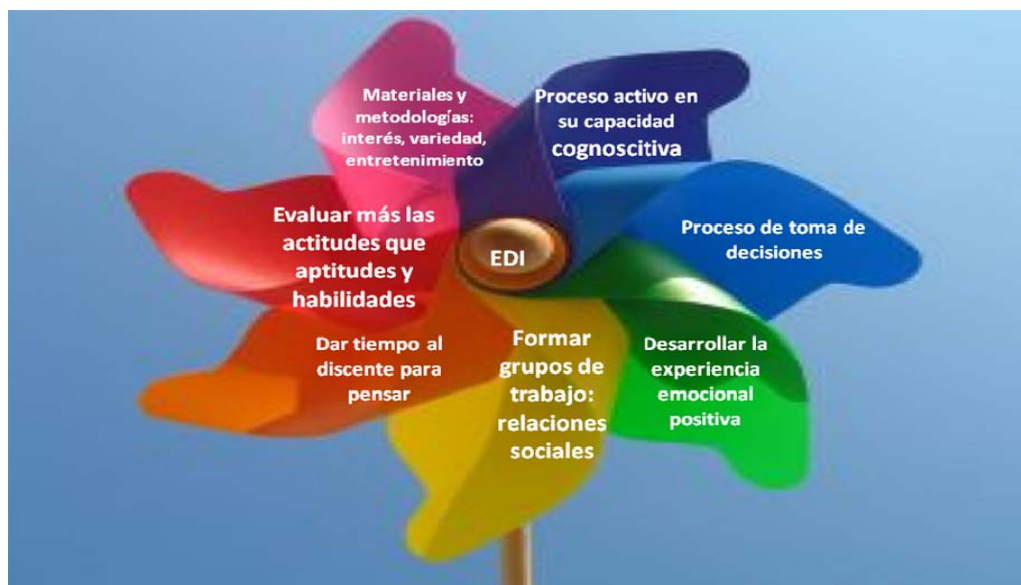 Materiales y
metodologías:
interés, variedad,
entretenimiento
Proceso activo en
su capacidad
cognoscitiva
Evaluar más las
actitudes que
aptitudes y
habilidades
EDI
Proceso de toma de
decisiones
Dar tiempo al
discente para
pensar
Formar
grupos de
trabajo:
relaciones
sociales
Desarrollar la
experiencia
emocional
positiva